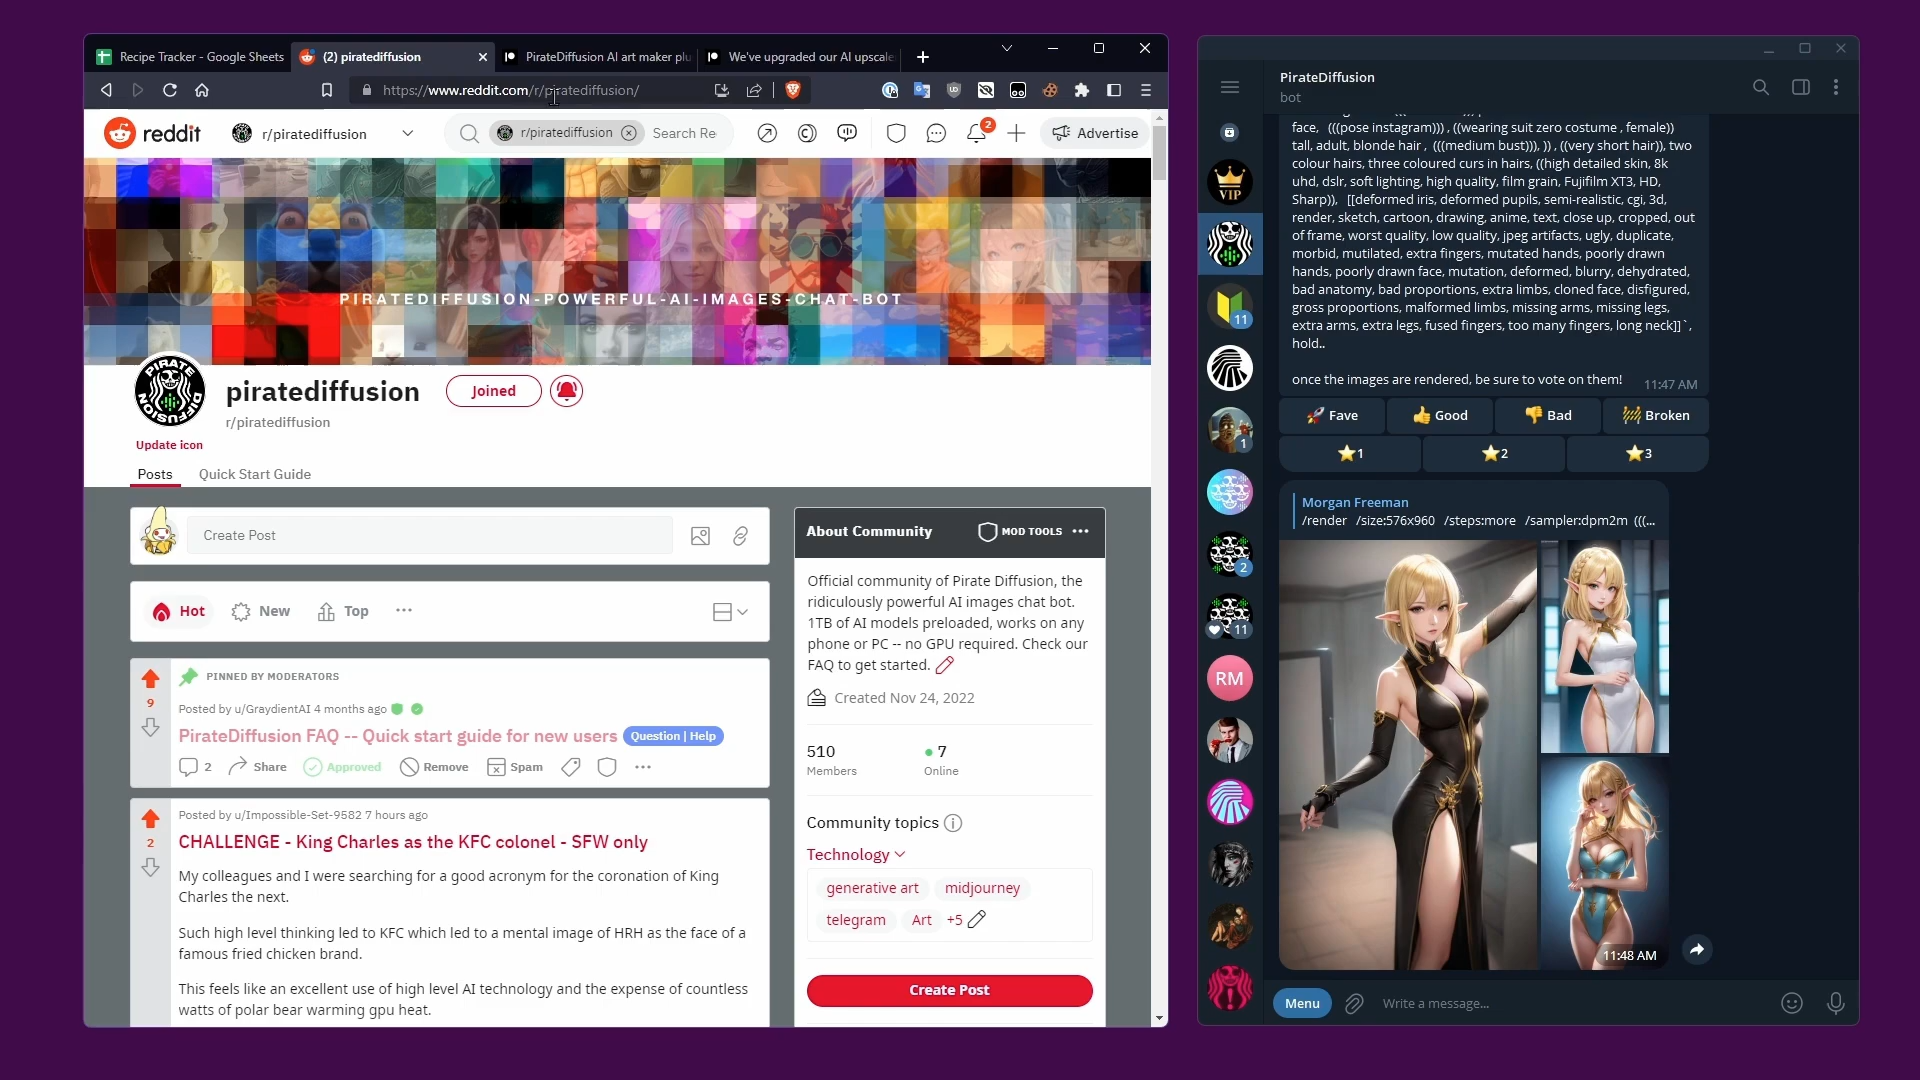 Recipe Tracker - Google Sheets
(2) piratediffusion
PirateDiffusion AI art maker plu
We've upgraded our AI upscale
https://www.reddit.com/r/piratediffusion/
reddit
r/piratediffusion
r/piratediffusion
Search Re
2
Advertise
PIRATEDIFFUSION-POWERFUL-AI-IMAGES-CHAT-BOT
PIRATE
DIFFUSION
piratediffusion
Joined
r/piratediffusion
Update icon
Posts
Quick Start Guide
Create Post
Hot
New
Top
PINNED BY MODERATORS
9
Posted by u/GraydientAI 4 months ago
PirateDiffusion FAQ -- Quick start guide for new users
Question | Help
2
Share
Approved
Remove
Spam
Posted by u/Impossible-Set-9582 7 hours ago
2
CHALLENGE - King Charles as the KFC colonel - SFW only
My colleagues and I were searching for a good acronym for the coronation of King
Charles the next.
Such high level thinking led to KFC which led to a mental image of HRH as the face of a
famous fried chicken brand.
This feels like an excellent use of high level AI technology and the expense of countless
watts of polar bear warming gpu heat.
About Community
MOD TOOLS
Official community of Pirate Diffusion, the
ridiculously powerful AI images chat bot.
1TB of AI models preloaded, works on any
phone or PC -- no GPU required. Check our
FAQ to get started.
Created Nov 24, 2022
510
Members
7
Online
Community topics
Technology
generative art
midjourney
telegram
Art
+5
Create Post
PirateDiffusion
bot
VIP
11
1
2
11
RM
face, (((pose instagram))) , ((wearing suit zero costume , female))
tall, adult, blonde hair , (((medium bust))), )) , ((very short hair)), two
colour hairs, three coloured curs in hairs, ((high detailed skin, 8k
uhd, dslr, soft lighting, high quality, film grain, Fujifilm XT3, HD,
Sharp)), [[deformed iris, deformed pupils, semi-realistic, cgi, 3d,
render, sketch, cartoon, drawing, anime, text, close up, cropped, out
of frame, worst quality, low quality, jpeg artifacts, ugly, duplicate,
morbid, mutilated, extra fingers, mutated hands, poorly drawn
hands, poorly drawn face, mutation, deformed, blurry, dehydrated,
bad anatomy, bad proportions, extra limbs, cloned face, disfigured,
gross proportions, malformed limbs, missing arms, missing legs,
extra arms, extra legs, fused fingers, too many fingers, long neck]]`,
hold..
once the images are rendered, be sure to vote on them!
11:47 AM
Fave
Good
Bad
Broken
1
2
3
Morgan Freeman
/render /size:576x960 /steps:more /sampler:dpm2m (((...
11:48 AM
Menu
Write a message...